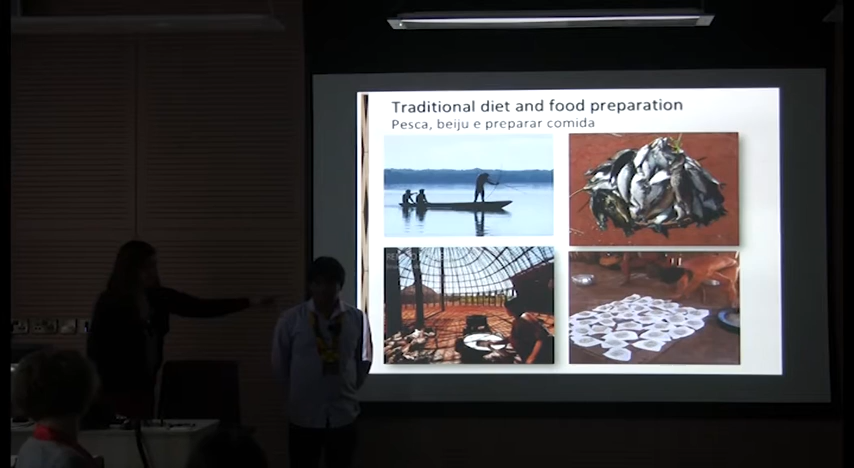 Traditional diet and food preparation
Pesca, beiju e preparar comida